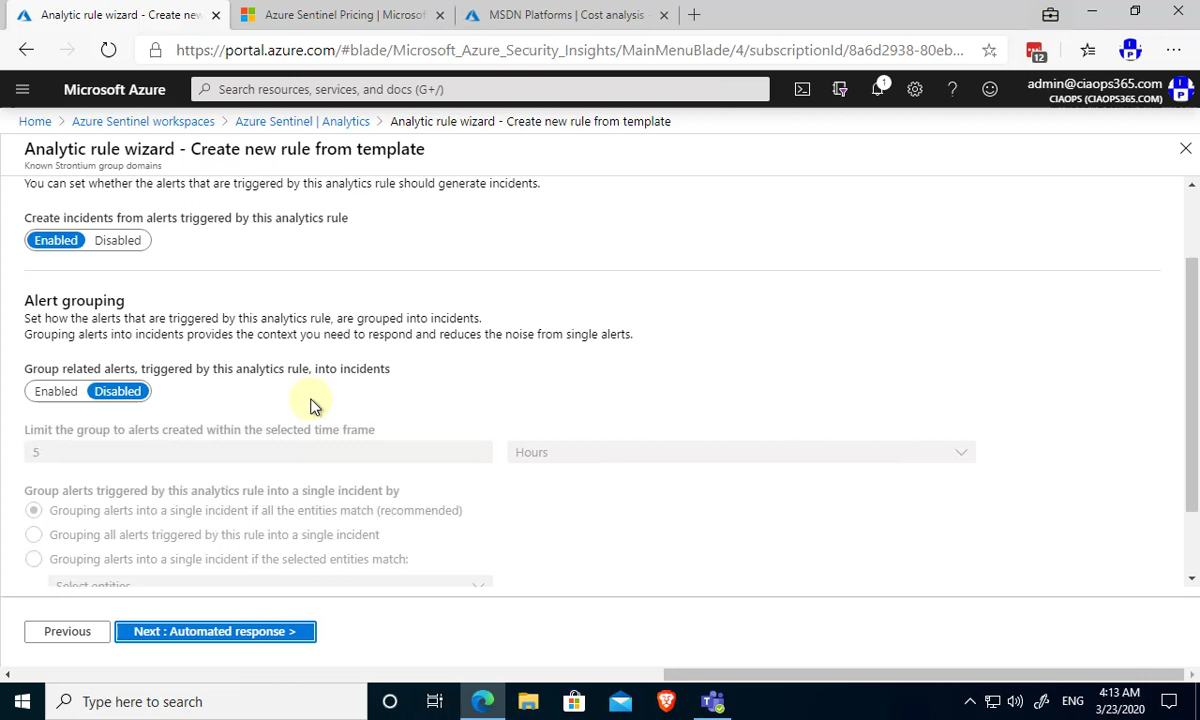 Analytic rule wizard - Create new
Azure Sentinel Pricing | Microsof
MSDN Platforms | Cost analysis -
https://portal.azure.com/#blade/Microsoft_Azure_Security_Insights/MainMenuBlade/4/subscriptionId/8a6d2938-80eb...
12
Microsoft Azure
Search resources, services, and docs (G+/)
1
admin@ciaops365.com
CIAOPS (CIAOPS365.COM)
Home > Azure Sentinel workspaces > Azure Sentinel | Analytics > Analytic rule wizard - Create new rule from template
Analytic rule wizard - Create new rule from template
Known Strontium group domains
You can set whether the alerts that are triggered by this analytics rule should generate incidents.
Create incidents from alerts triggered by this analytics rule
Enabled Disabled
Alert grouping
Set how the alerts that are triggered by this analytics rule, are grouped into incidents.
Grouping alerts into incidents provides the context you need to respond and reduces the noise from single alerts.
Group related alerts, triggered by this analytics rule, into incidents
Enabled Disabled
Limit the group to alerts created within the selected time frame
5 Hours
Group alerts triggered by this analytics rule into a single incident by
Grouping alerts into a single incident if all the entities match (recommended)
Grouping all alerts triggered by this rule into a single incident
Grouping alerts into a single incident if the selected entities match:
Select entities
Previous Next : Automated response >
Type here to search
ENG
4:13 AM
3/23/2020